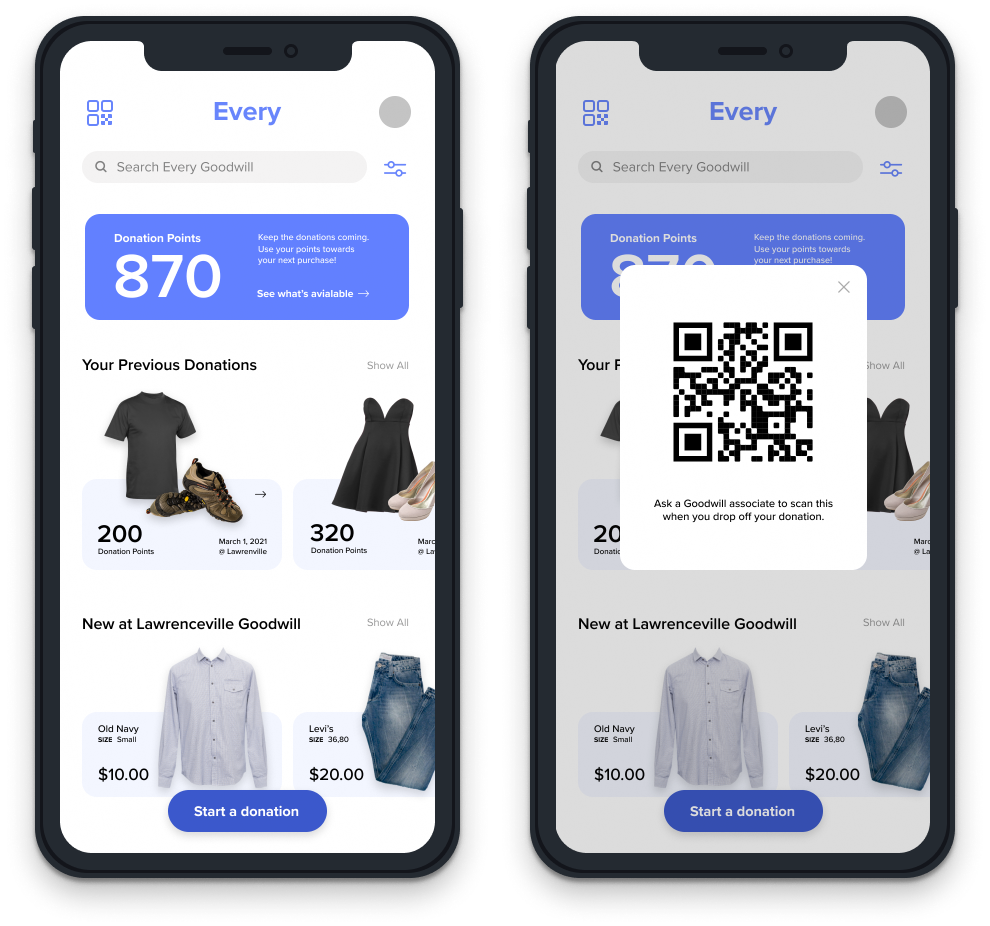 Every
Search Every Goodwill
Donation Points
870
Keep the donations coming.
Use your points towards
your next purchase!
See what's avialable
Your Previous Donations
Show All
200
Donation Points
March 1, 2021
@ Lawrenville
320
Donation Points
Marc
@ La
New at Lawrenceville Goodwill
Show All
Old Navy
SIZE Small
$10.00
Levi's
SIZE 36,80
$20.00
Start a donation
Every
Search Every Goodwill
Donation Points
870
Keep the donations coming.
Use your points towards
your next purchase!
Ask a Goodwill associate to scan this
when you drop off your donation.
Your P
Show All
20
Dona
Marc
@ La
New at Lawrenceville Goodwill
Show All
Old Navy
SIZE Small
$10.00
Levi's
SIZE 36,80
$20.00
Start a donation